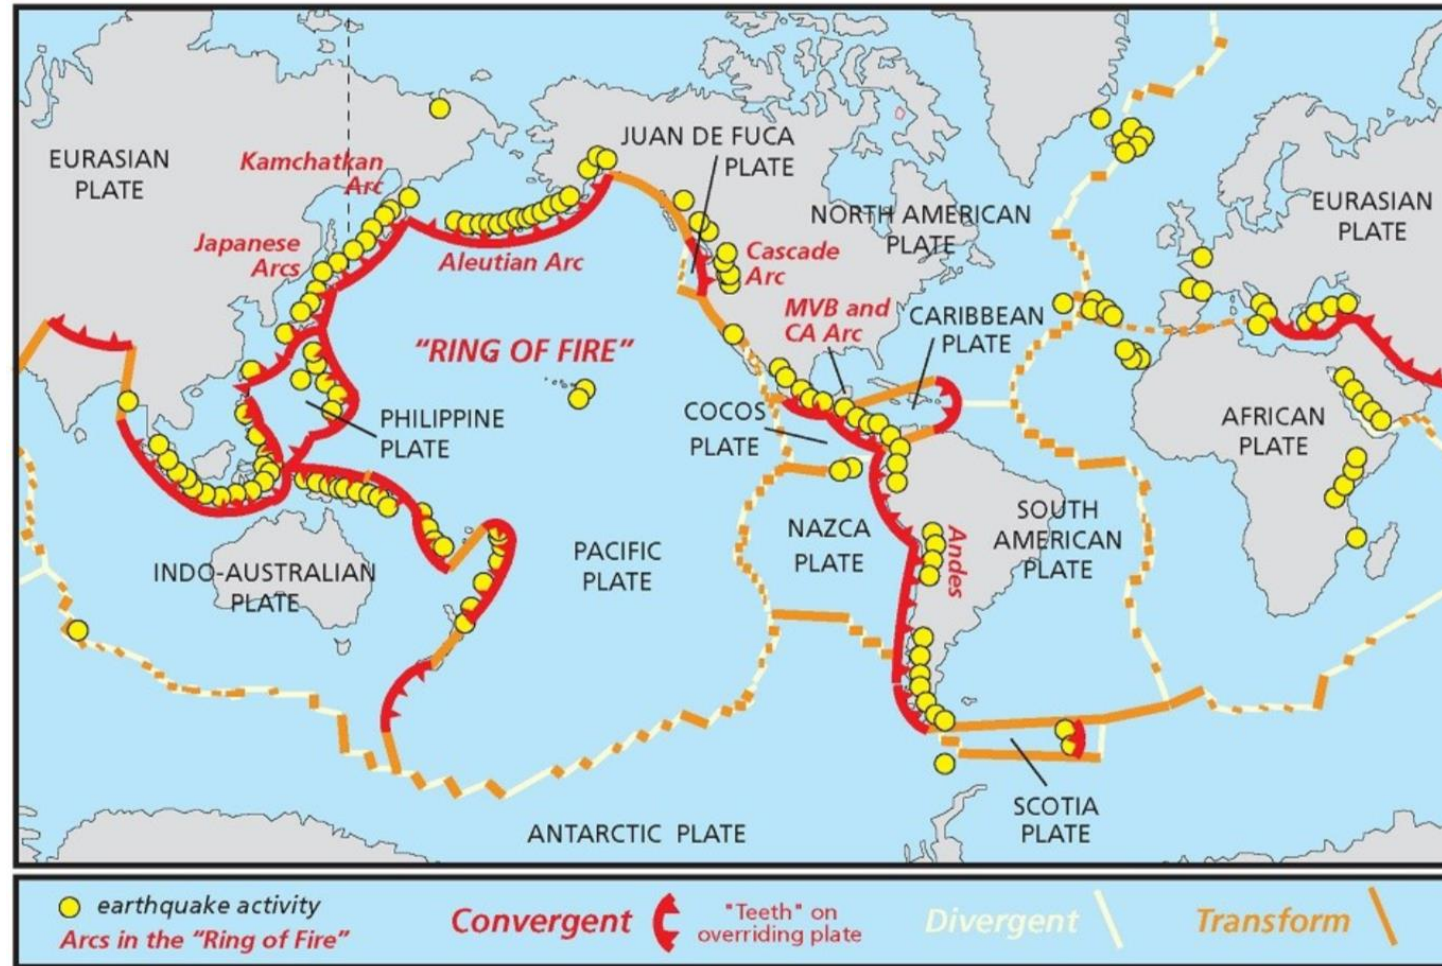 JUAN DE FUCA
PLATE
EURASIAN
PLATE
Kamchatkan
Arc
NORTH AMERICAN
PLATE
EURASIAN
PLATE
Japanese
Arcs
Aleutian Arc
Cascade
Arc
MVB and
CA Arc
CARIBBEAN
PLATE
"RING OF FIRE"
PHILIPPINE
PLATE
COCOS
PLATE
AFRICAN
PLATE
INDO-AUSTRALIAN
PLATE
PACIFIC
PLATE
NAZCA
PLATE
Andes
SOUTH
AMERICAN
PLATE
SCOTIA
PLATE
ANTARCTIC PLATE
earthquake activity
Arcs in the "Ring of Fire"
Convergent
"Teeth" on
overriding plate
Divergent
Transform